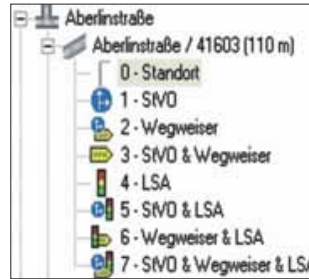 Aberlinstraße
Aberlinstraße / 41603 (110 m)
0 - Standort
1 - StVO
2 - Wegweiser
3 - StVO & Wegweiser
4 - LSA
5 - StVO & LSA
6 - Wegweiser & LSA
7 - StVO & Wegweiser & LSA